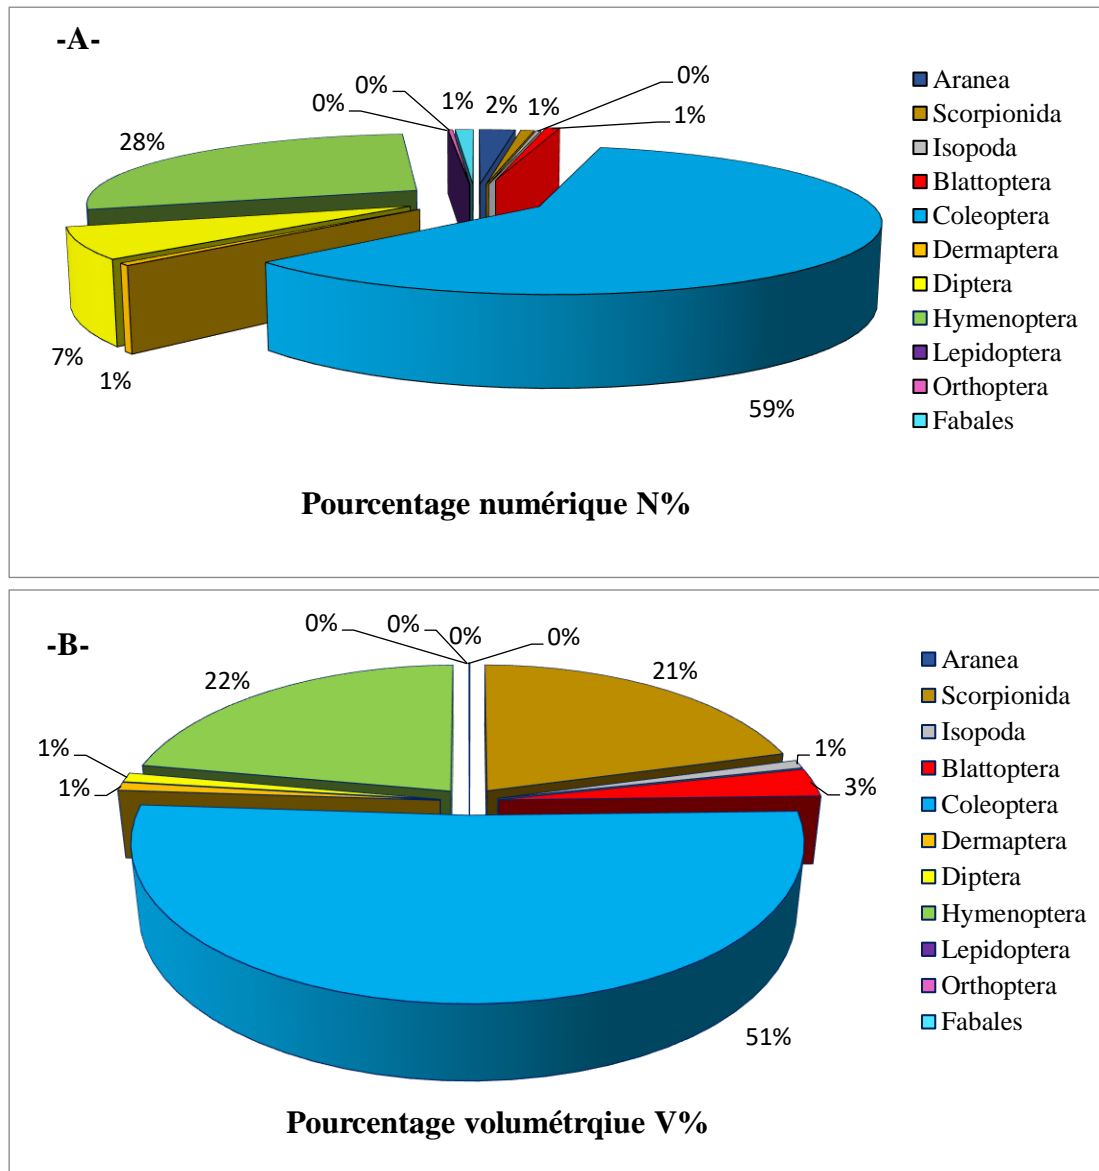 -A-
0%
0%
0%
1%
2%
1%
1%
28%
7%
1%
59%
Aranea
Scorpionida
Isopoda
Blattoptera
Coleoptera
Dermaptera
Diptera
Hymenoptera
Lepidoptera
Orthoptera
Fabales
Pourcentage numérique N%
-B-
0%
0%
0%
0%
22%
21%
1%
1%
1%
3%
51%
Aranea
Scorpionida
Isopoda
Blattoptera
Coleoptera
Dermaptera
Diptera
Hymenoptera
Lepidoptera
Orthoptera
Fabales
Pourcentage volumétrqiue V%